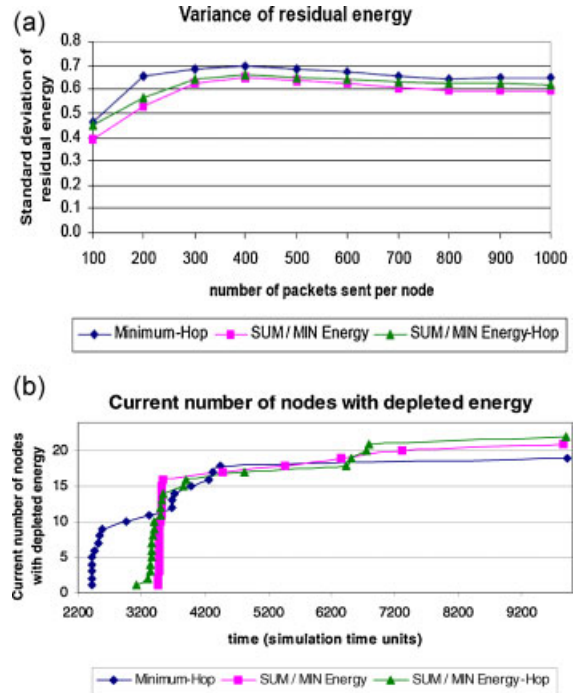 (a)
Variance of residual energy
Standard deviation of
residual energy
0.8
0.7
0.6
0.5
0.4
0.3
0.2
0.1
0.0
100 200 300 400 500 600 700 800 900 1000
number of packets sent per node
Minimum-Hop SUM / MIN Energy SUM / MIN Energy-Hop
(b)
Current number of nodes with depleted energy
Current number of nodes
with depleted energy
20
15
10
5
0
2200 3200 4200 5200 6200 7200 8200 9200
time (simulation time units)
Minimum-Hop SUM / MIN Energy SUM / MIN Energy-Hop